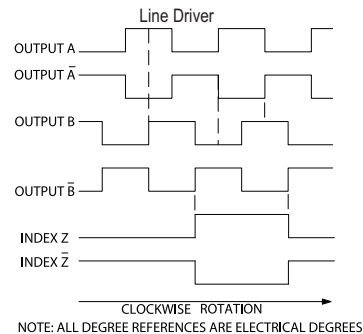 Line Driver
OUTPUT A
OUTPUT A̅
OUTPUT B
OUTPUT B̅
INDEX Z
INDEX Z̅
CLOCKWISE ROTATION
NOTE: ALL DEGREE REFERENCES ARE ELECTRICAL DEGREES